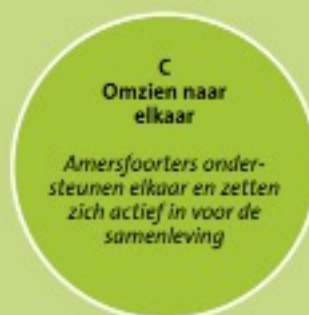 C
Omzien naar
elkaar
Amersfoorters onder-
steunen elkaar en zetten
zich actief in voor de
samenleving